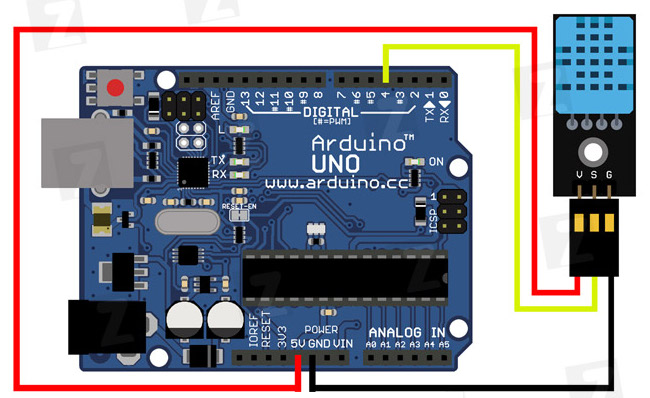 AREF
GND
13
12
#11
#10
#9
8
7
#6
#5
4
#3
2
TX▶1
RX◀0
DIGITAL
[#=PWM]
L
TX
RX
Arduino™
UNO
www.arduino.cc
ON
RESET-EN
ICSP
1
V S G
IOREF
RESET
3V3
5V
GND
VIN
POWER
ANALOG IN
A0 A1 A2 A3 A4 A5
Z